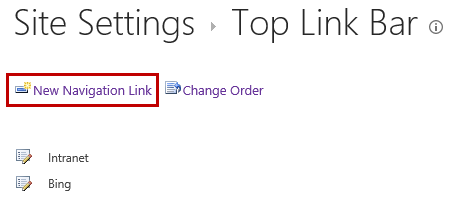 Site Settings ▸ Top Link Bar
New Navigation Link Change Order
Intranet
Bing